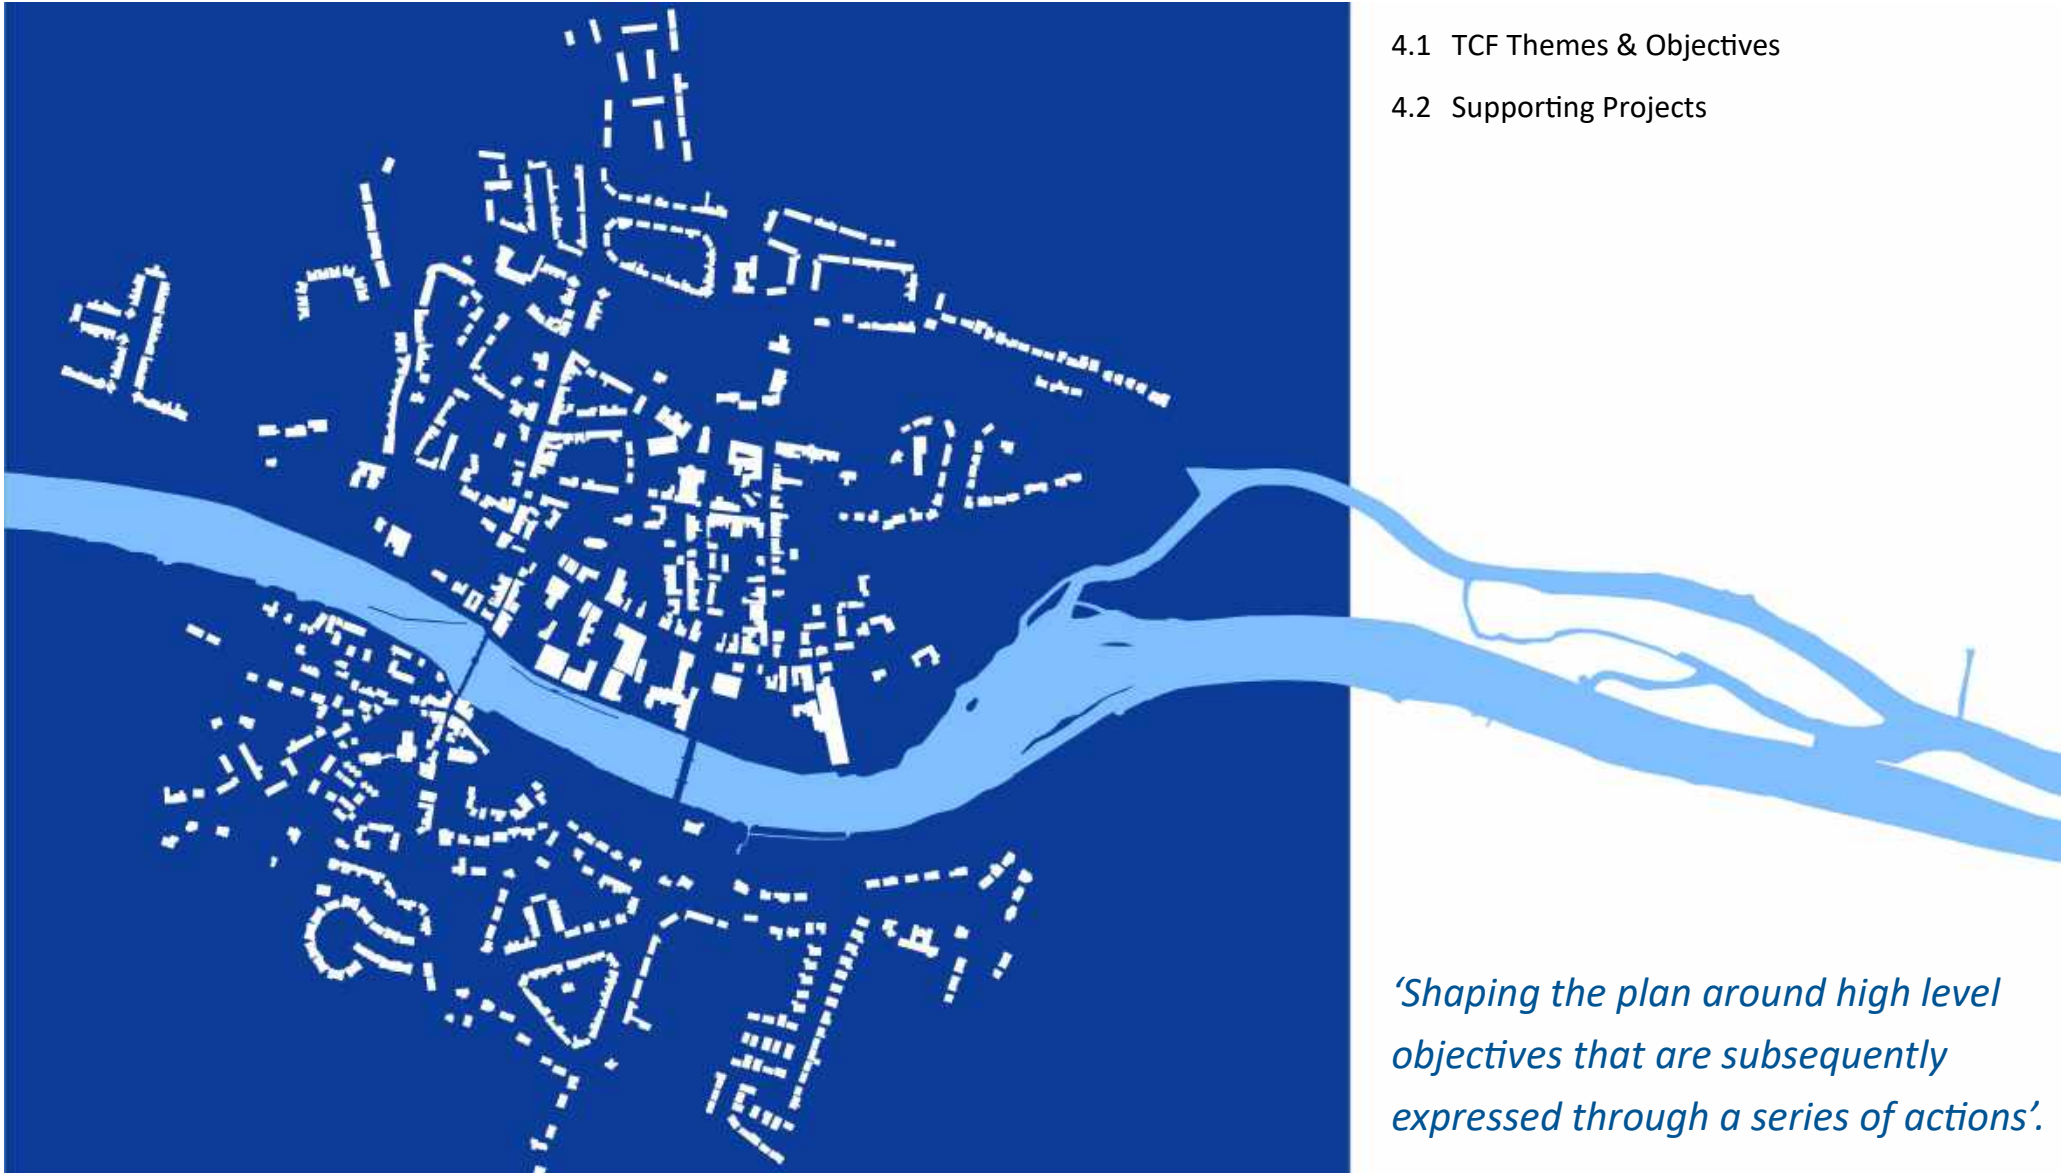 4.1 TCF Themes & Objectives
4.2 Supporting Projects
‘Shaping the plan around high level
objectives that are subsequently
expressed through a series of actions’.